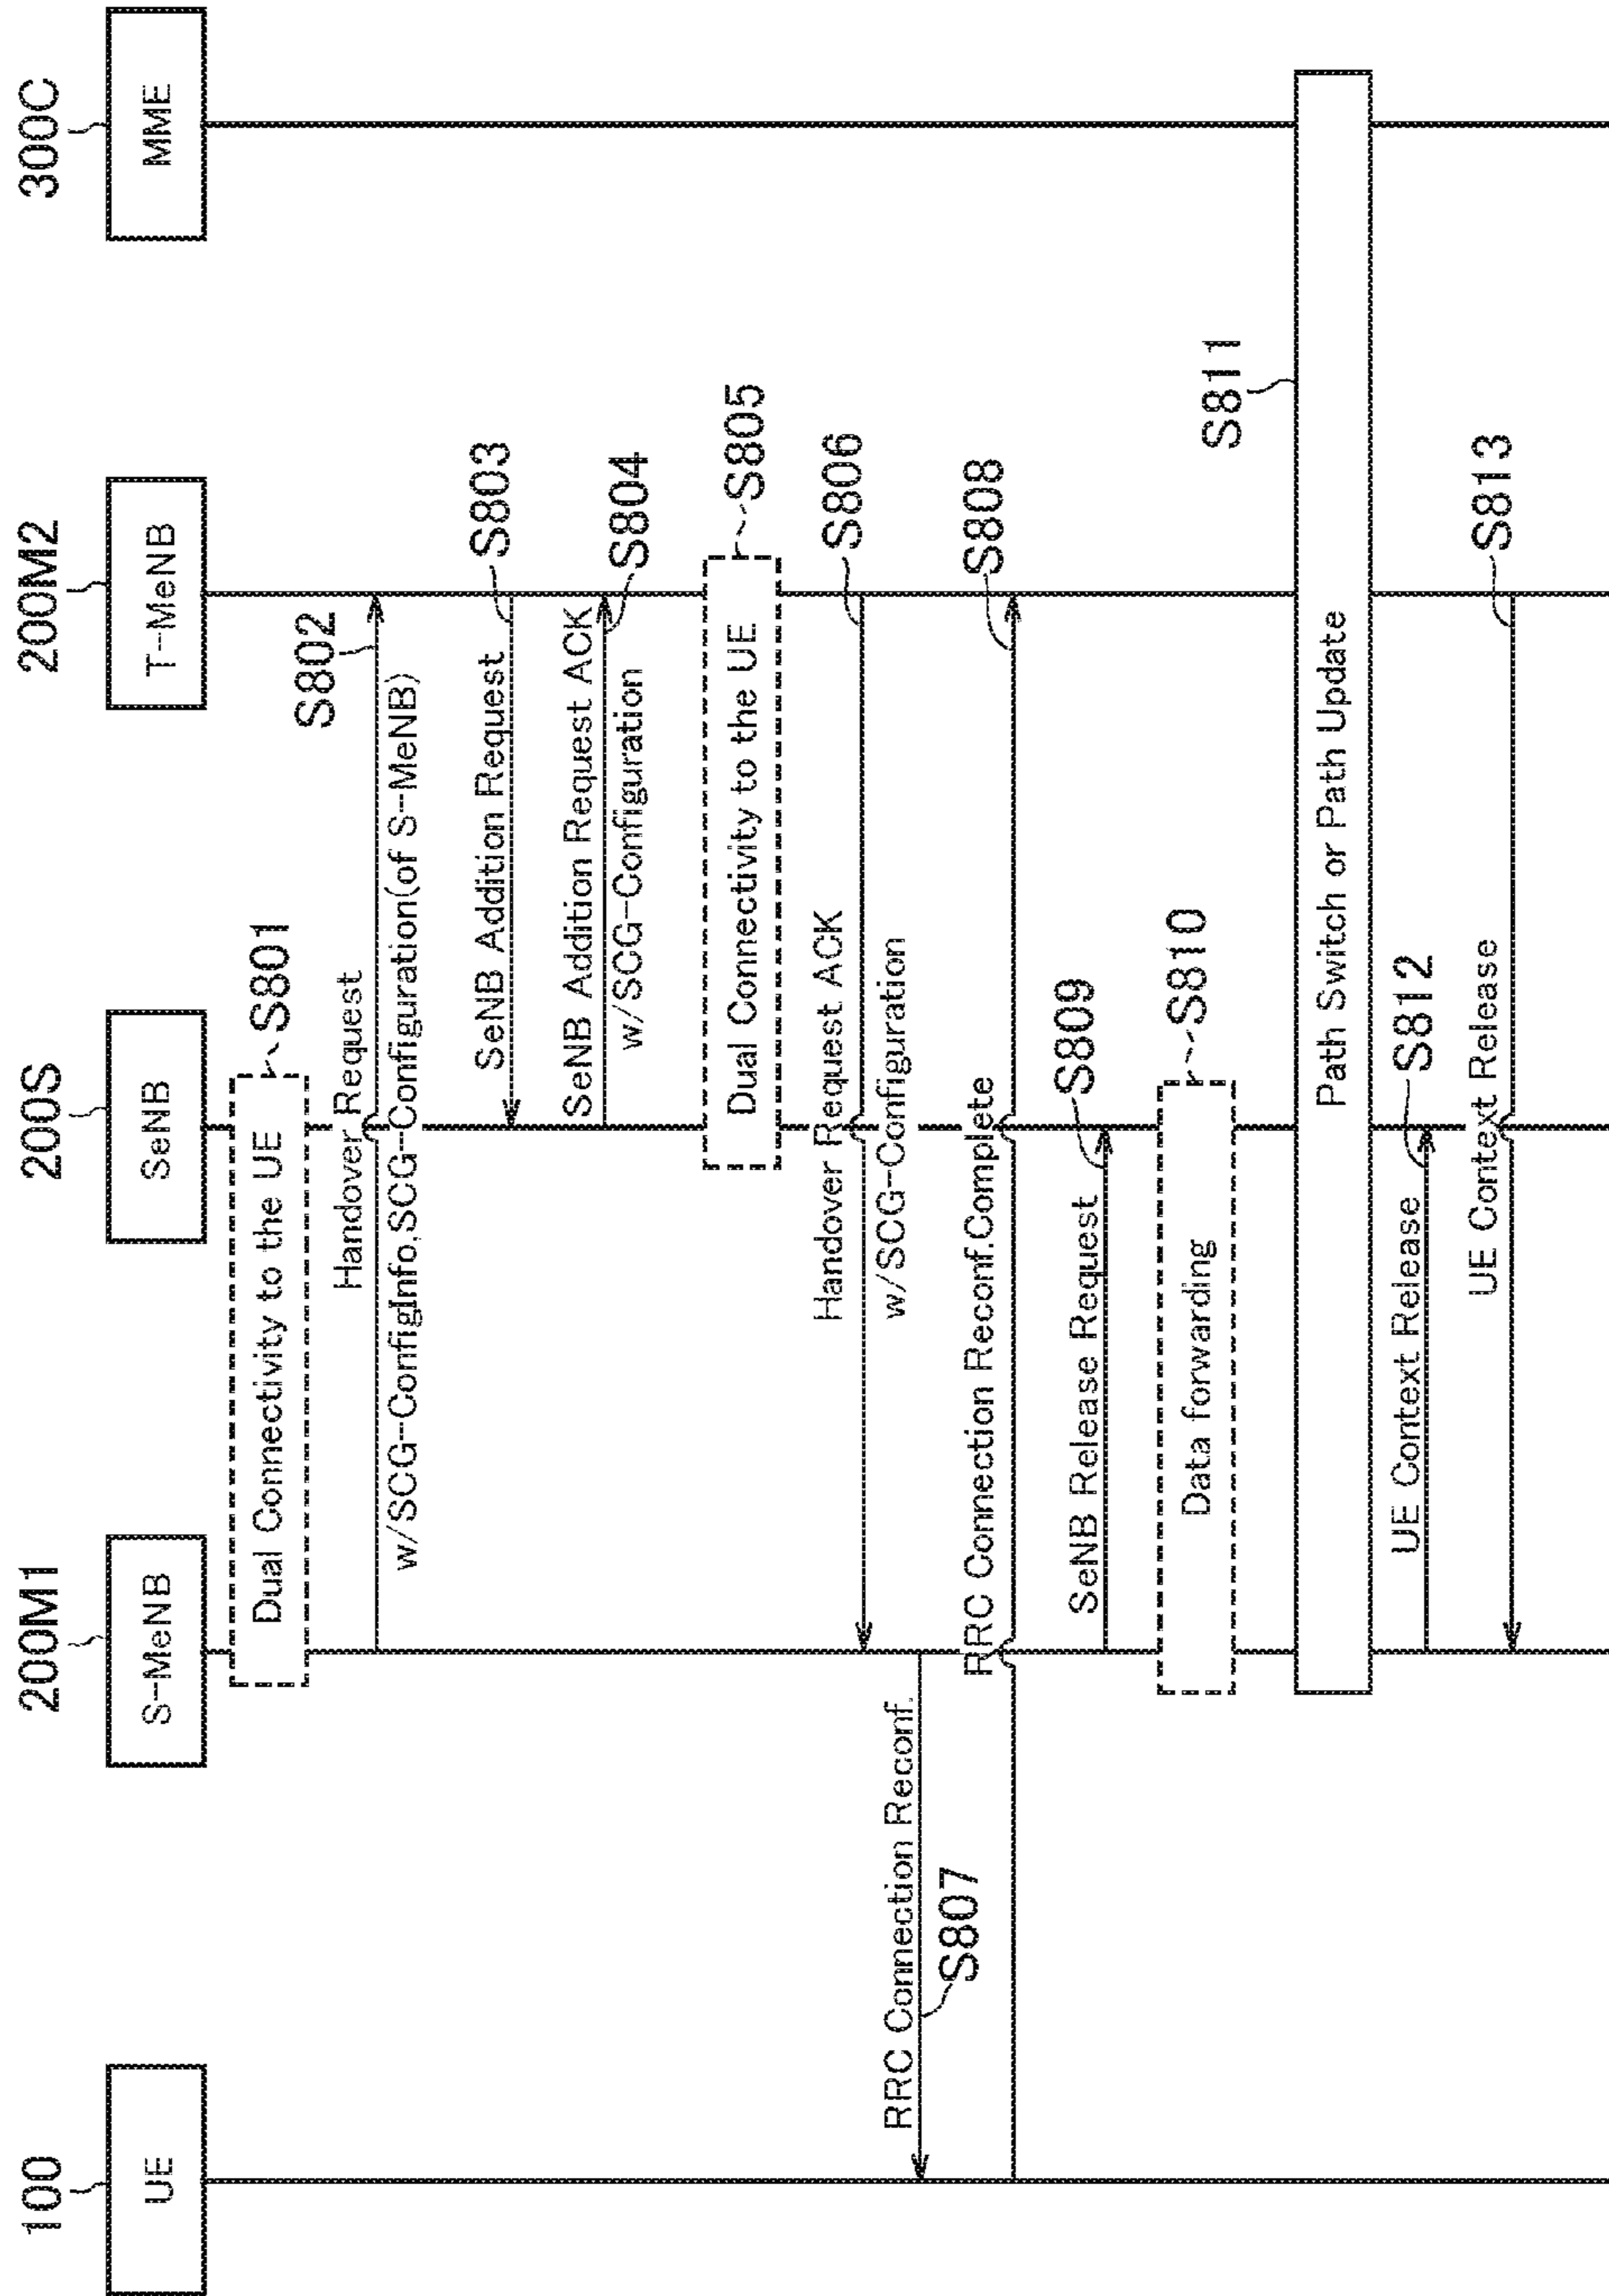 100
200M1
200S
200M2
300C
UE
S-MeNB
SeNB
T-MeNB
MME
Dual Connectivity to the UE
S801
Handover Request
S802
w/SCG-ConfigInfo,SCG-Configuration(of S-MeNB)
SeNB Addition Request
S803
SeNB Addition Request ACK
S804
w/SCG-Configuration
Dual Connectivity to the UE
S805
Handover Request ACK
S806
w/SCG-Configuration
RRC Connection Reconf.
S807
RRC Connection Reconf.Complete
S808
SeNB Release Request
S809
Data forwarding
S810
S811
Path Switch or Path Update
UE Context Release
S812
UE Context Release
S813